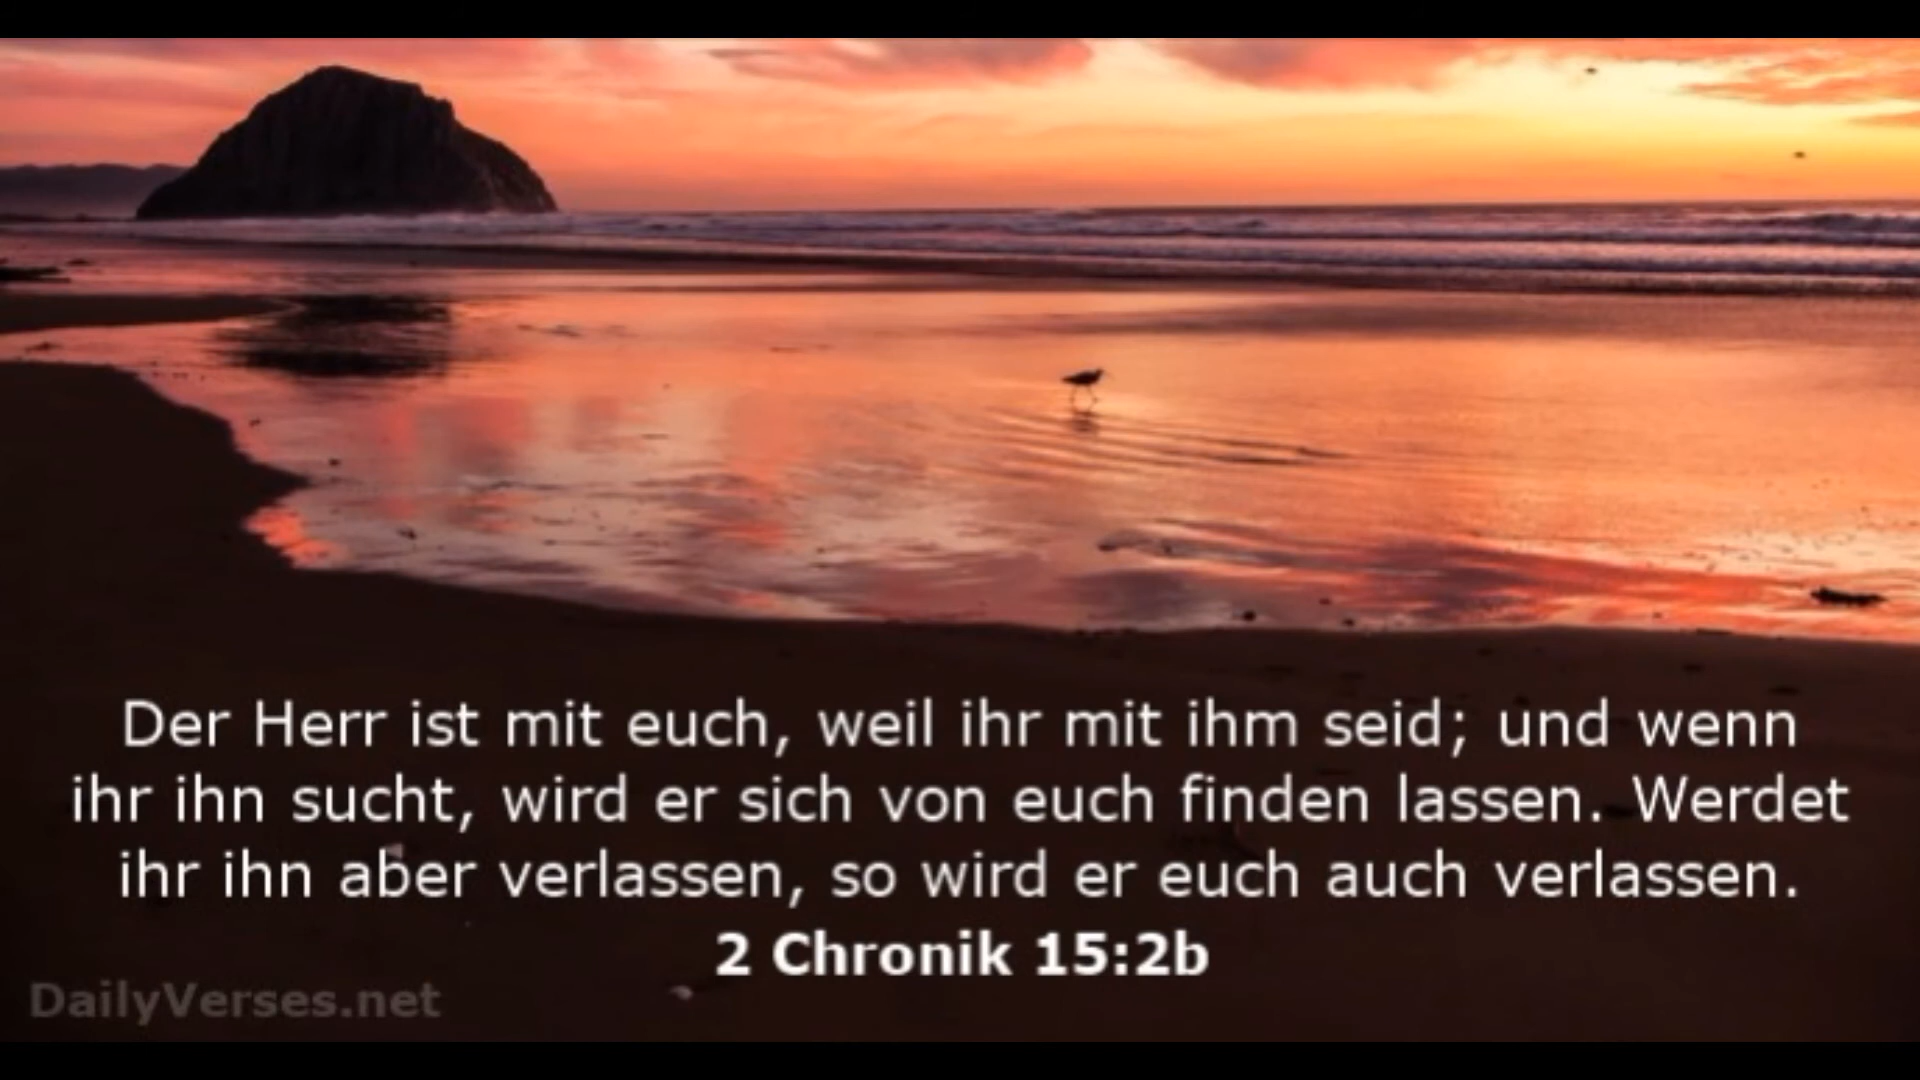 Der Herr ist mit euch, weil ihr mit ihm seid; und wenn
ihr ihn sucht, wird er sich von euch finden lassen. Werdet
ihr ihn aber verlassen, so wird er euch auch verlassen.
2 Chronik 15:2b
DailyVerses.net